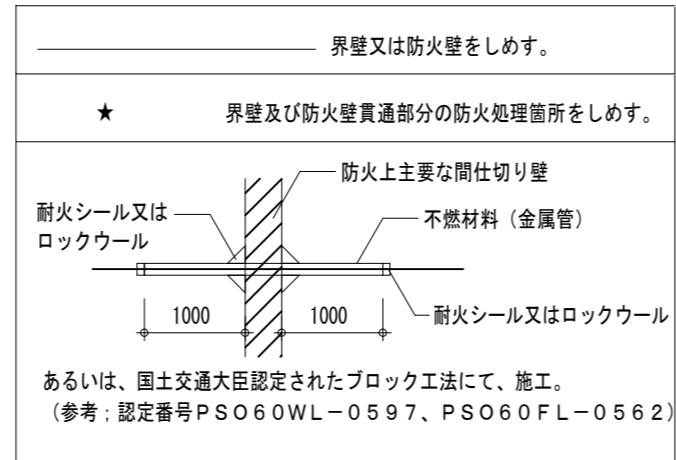 界壁又は防火壁をしめす。
★ 界壁及び防火壁貫通部分の防火処理箇所をしめす。
防火上主要な間仕切り壁
耐火シール又は
ロックウール
不燃材料（金属管）
1000
1000
耐火シール又はロックウール
あるいは、国土交通大臣認定されたブロック工法にて、施工。
（参考；認定番号ＰＳＯ６０ＷＬ－０５９７、ＰＳＯ６０ＦＬ－０５６２）